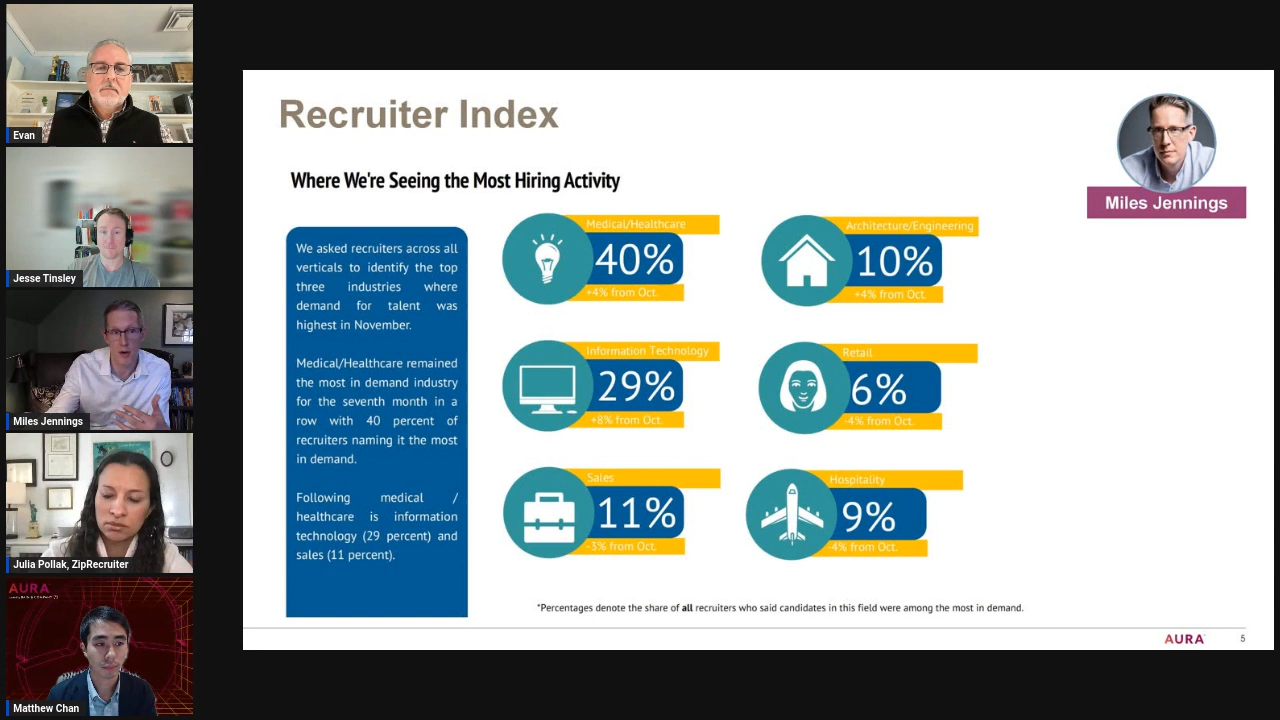 Evan
Jesse Tinsley
Miles Jennings
Julia Pollak, ZipRecruiter
AURA
Matthew Chan
Recruiter Index
Miles Jennings
Where We're Seeing the Most Hiring Activity
We asked recruiters across all
verticals to identify the top
three industries where
demand for talent was
highest in November.
Medical/Healthcare remained
the most in demand industry
for the seventh month in a
row with 40 percent of
recruiters naming it the most
in demand.
Following medical /
healthcare is information
technology (29 percent) and
sales (11 percent).
Medical/Healthcare
40%
+4% from Oct.
Architecture/Engineering
10%
+4% from Oct.
Information Technology
29%
+8% from Oct.
Retail
6%
-4% from Oct.
Sales
11%
-3% from Oct.
Hospitality
9%
-4% from Oct.
*Percentages denote the share of all recruiters who said candidates in this field were among the most in demand.
AURA
5